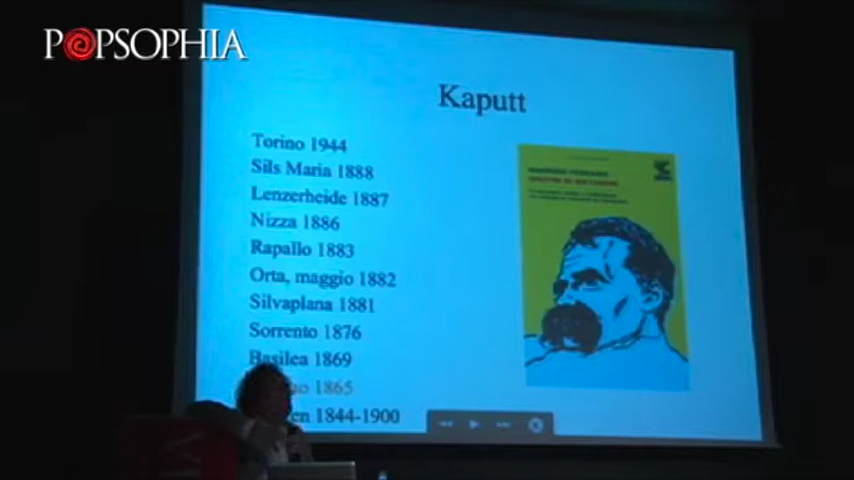 POPSOPHIA
Kaputt
Torino 1944
Sils Maria 1888
Lenzerheide 1887
Nizza 1886
Rapallo 1883
Orta, maggio 1882
Silvaplana 1881
Sorrento 1876
Basilea 1869
1865
en 1844-1900